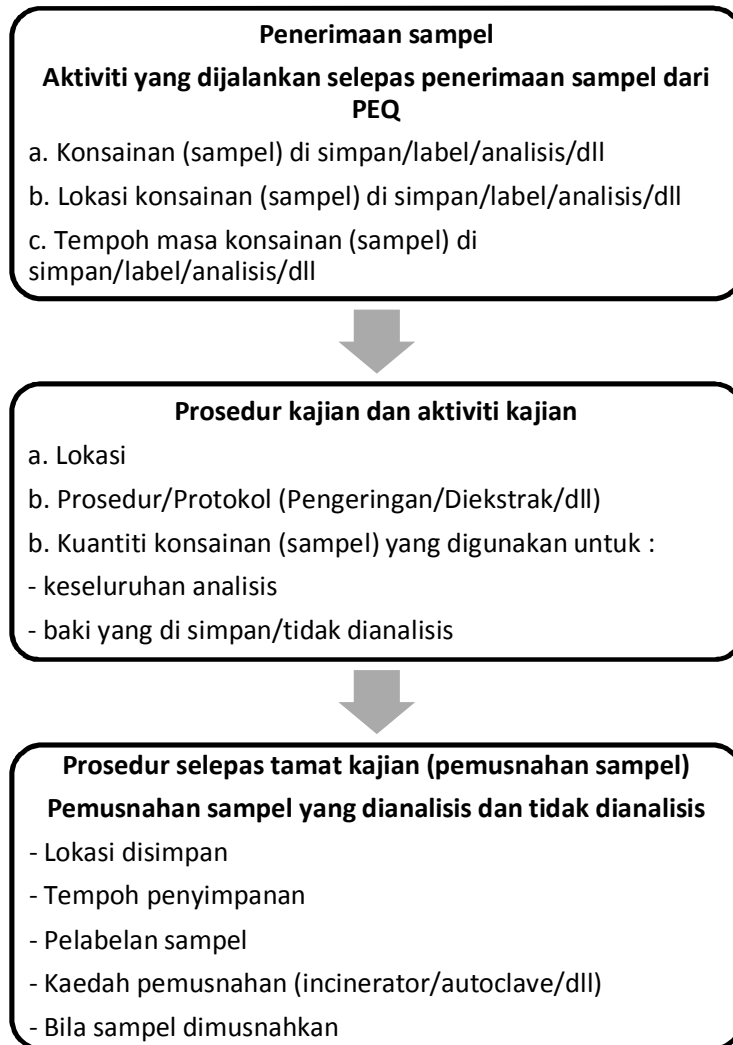 Penerimaan sampel
Aktiviti yang dijalankan selepas penerimaan sampel dari
PEQ
a. Konsainan (sampel) di simpan/label/analisis/dll
b. Lokasi konsainan (sampel) di simpan/label/analisis/dll
c. Tempoh masa konsainan (sampel) di
simpan/label/analisis/dll
Prosedur kajian dan aktiviti kajian
a. Lokasi
b. Prosedur/Protokol (Pengeringan/Diekstrak/dll)
b. Kuantiti konsainan (sampel) yang digunakan untuk :
- keseluruhan analisis
- baki yang di simpan/tidak dianalisis
Prosedur selepas tamat kajian (pemusnahan sampel)
Pemusnahan sampel yang dianalisis dan tidak dianalisis
- Lokasi disimpan
- Tempoh penyimpanan
- Pelabelan sampel
- Kaedah pemusnahan (incinerator/autoclave/dll)
- Bila sampel dimusnahkan